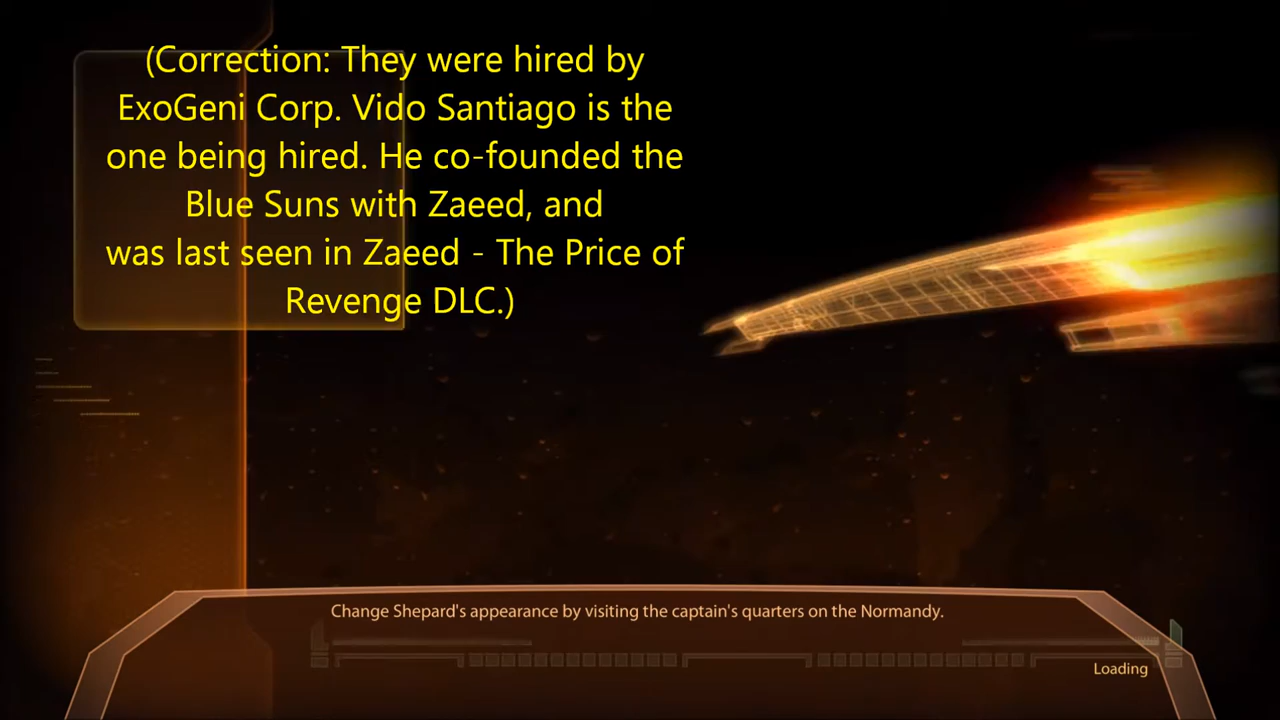 (Correction: They were hired by
ExoGeni Corp. Vido Santiago is the
one being hired. He co-founded the
Blue Suns with Zaeed, and
was last seen in Zaeed - The Price of
Revenge DLC.)
Change Shepard's appearance by visiting the captain's quarters on the Normandy.
Loading